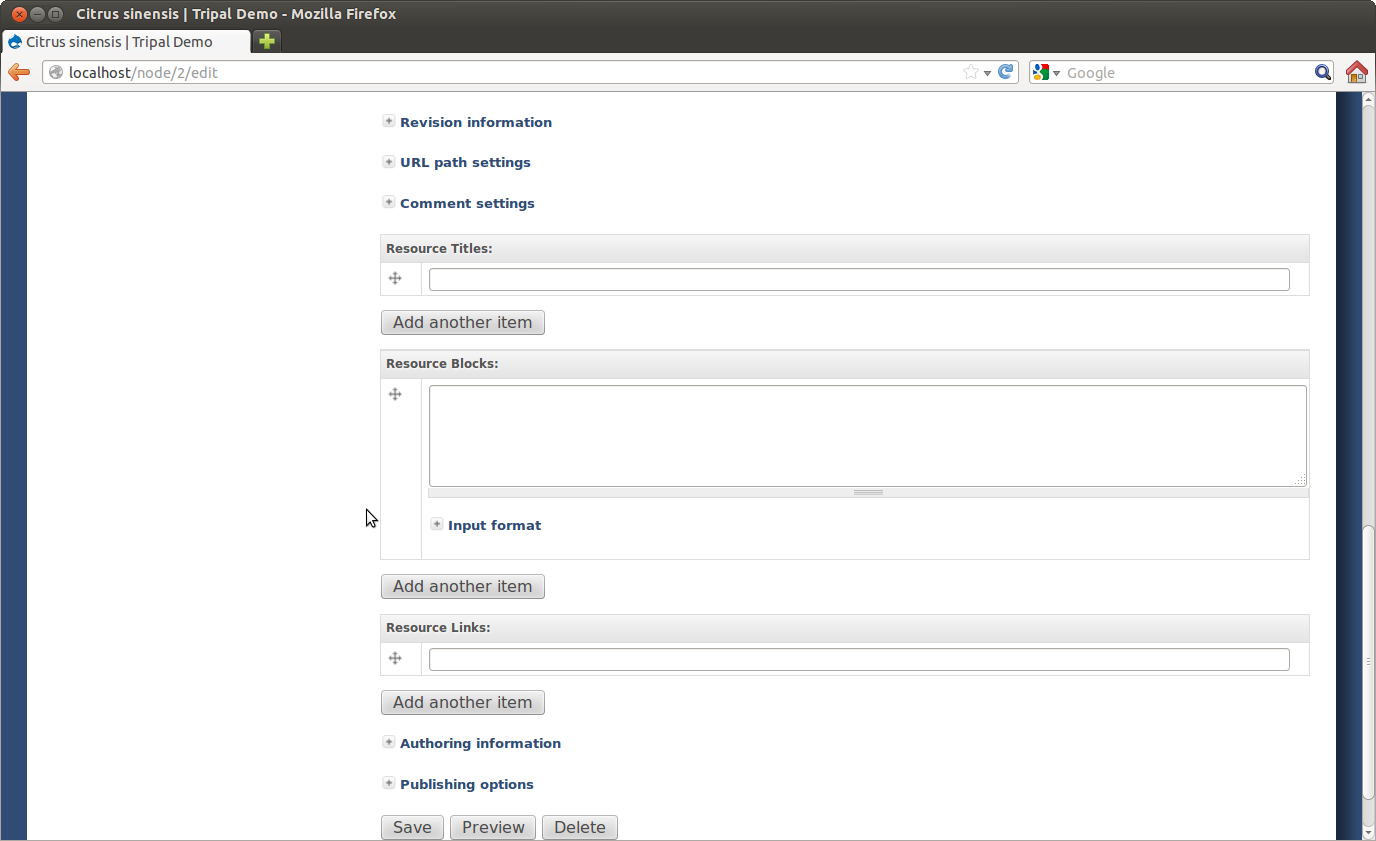 Citrus sinensis | Tripal Demo - Mozilla Firefox
Citrus sinensis | Tripal Demo
localhost/node/2/edit
Google
Revision information
URL path settings
Comment settings
Resource Titles:
Add another item
Resource Blocks:
Input format
Add another item
Resource Links:
Add another item
Authoring information
Publishing options
Save Preview Delete